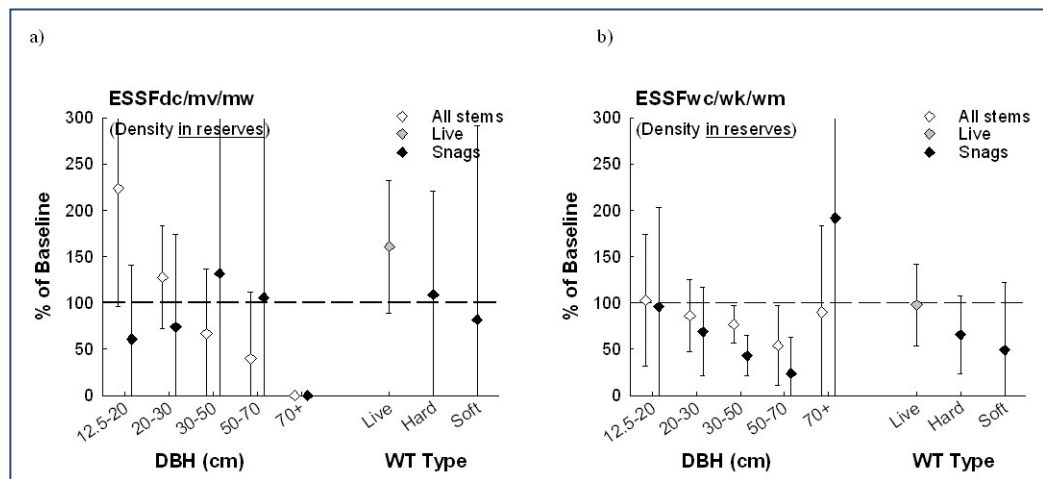 a)
ESSFdc/mv/mw
(Density in reserves)
All stems
Live
Snags
% of Baseline
300
250
200
150
100
50
0
12.5-20
20-30
30-50
50-70
70+
Live
Hard
Soft
DBH (cm)
WT Type
b)
ESSFwc/wk/wm
(Density in reserves)
All stems
Live
Snags
% of Baseline
300
250
200
150
100
50
0
12.5-20
20-30
30-50
50-70
70+
Live
Hard
Soft
DBH (cm)
WT Type